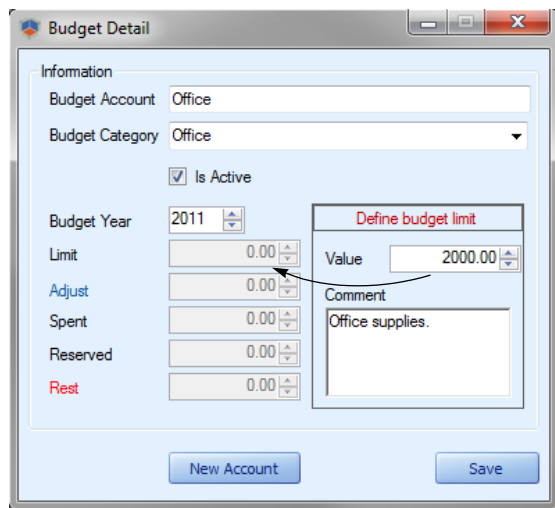 Budget Detail
Information
Budget Account Office
Budget Category Office
Is Active
Budget Year 2011
Define budget limit
Limit 0.00
Value 2000.00
Adjust 0.00
Comment
Spent 0.00
Office supplies.
Reserved 0.00
Rest 0.00
New Account Save